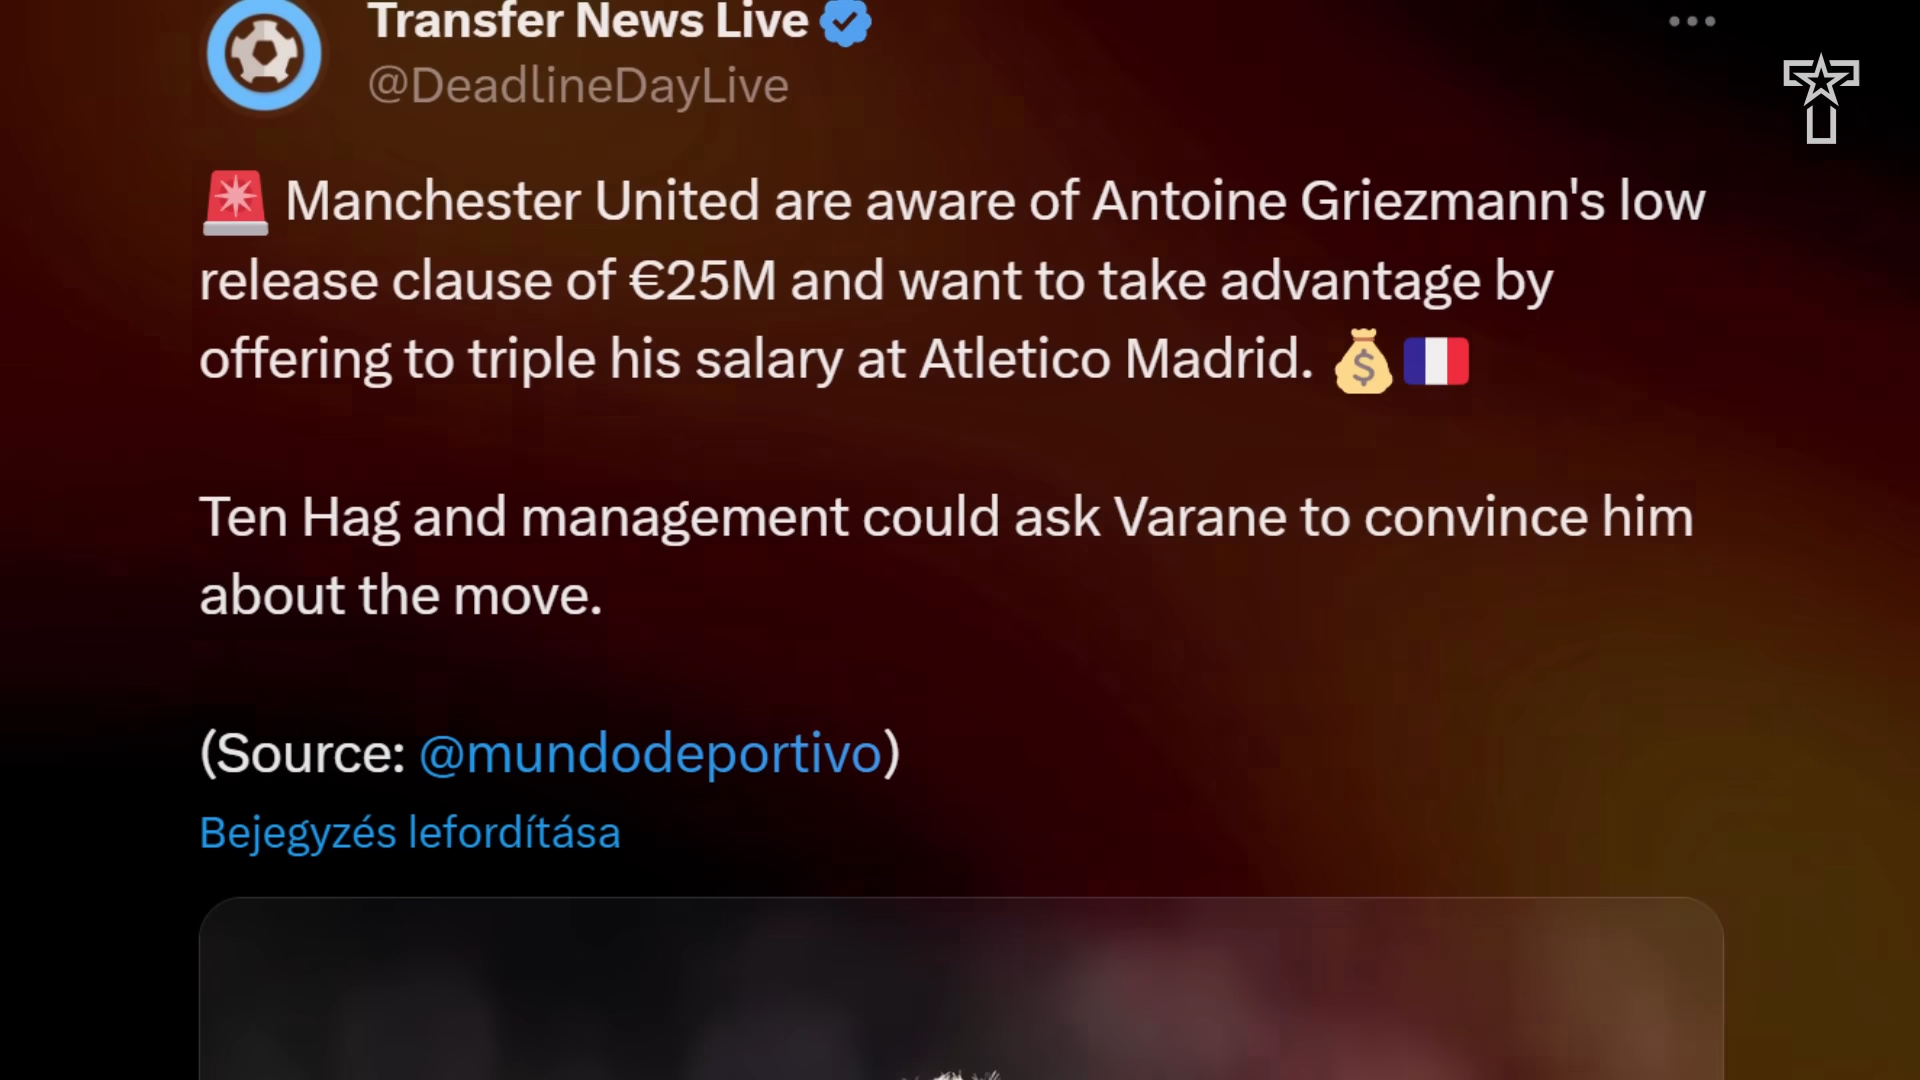 Transfer News Live
@DeadlineDayLive
🚨 Manchester United are aware of Antoine Griezmann's low
release clause of €25M and want to take advantage by
offering to triple his salary at Atletico Madrid. 💰🇫🇷
Ten Hag and management could ask Varane to convince him
about the move.
(Source: @mundodeportivo)
Bejegyzés lefordítása